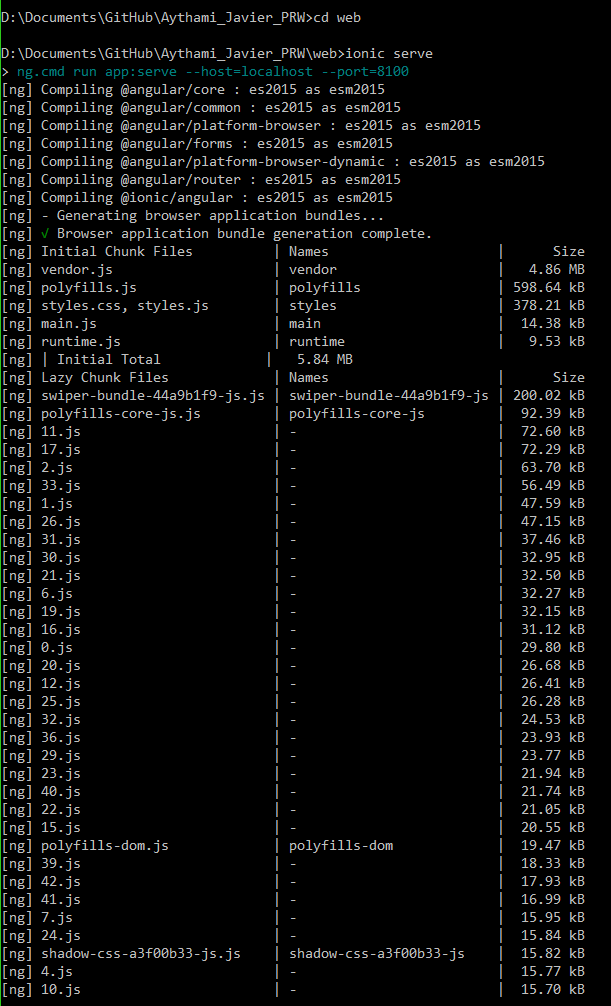 D:\Documents\GitHub\Aythami_Javier_PRW>cd web
D:\Documents\GitHub\Aythami_Javier_PRW\web>ionic serve
> ng.cmd run app:serve --host=localhost --port=8100
[ng] Compiling @angular/core : es2015 as esm2015
[ng] Compiling @angular/common : es2015 as esm2015
[ng] Compiling @angular/platform-browser : es2015 as esm2015
[ng] Compiling @angular/forms : es2015 as esm2015
[ng] Compiling @angular/platform-browser-dynamic : es2015 as esm2015
[ng] Compiling @angular/router : es2015 as esm2015
[ng] Compiling @ionic/angular : es2015 as esm2015
[ng] - Generating browser application bundles...
[ng] √ Browser application bundle generation complete.
[ng] Initial Chunk Files | Names | Size
[ng] vendor.js | vendor | 4.86 MB
[ng] polyfills.js | polyfills | 598.64 kB
[ng] styles.css, styles.js | styles | 378.21 kB
[ng] main.js | main | 14.38 kB
[ng] runtime.js | runtime | 9.53 kB
[ng] | Initial Total | 5.84 MB
[ng] Lazy Chunk Files | Names | Size
[ng] swiper-bundle-44a9b1f9-js.js | swiper-bundle-44a9b1f9-js | 200.02 kB
[ng] polyfills-core-js.js | polyfills-core-js | 92.39 kB
[ng] 11.js | - | 72.60 kB
[ng] 17.js | - | 72.29 kB
[ng] 2.js | - | 63.70 kB
[ng] 33.js | - | 56.49 kB
[ng] 1.js | - | 47.59 kB
[ng] 26.js | - | 47.15 kB
[ng] 31.js | - | 37.46 kB
[ng] 30.js | - | 32.95 kB
[ng] 21.js | - | 32.50 kB
[ng] 6.js | - | 32.27 kB
[ng] 19.js | - | 32.15 kB
[ng] 16.js | - | 31.12 kB
[ng] 0.js | - | 29.80 kB
[ng] 20.js | - | 26.68 kB
[ng] 12.js | - | 26.41 kB
[ng] 25.js | - | 26.28 kB
[ng] 32.js | - | 24.53 kB
[ng] 36.js | - | 23.93 kB
[ng] 29.js | - | 23.77 kB
[ng] 23.js | - | 21.94 kB
[ng] 40.js | - | 21.74 kB
[ng] 22.js | - | 21.05 kB
[ng] 15.js | - | 20.55 kB
[ng] polyfills-dom.js | polyfills-dom | 19.47 kB
[ng] 39.js | - | 18.33 kB
[ng] 42.js | - | 17.93 kB
[ng] 41.js | - | 16.99 kB
[ng] 7.js | - | 15.95 kB
[ng] 24.js | - | 15.84 kB
[ng] shadow-css-a3f00b33-js.js | shadow-css-a3f00b33-js | 15.82 kB
[ng] 4.js | - | 15.77 kB
[ng] 10.js | - | 15.70 kB